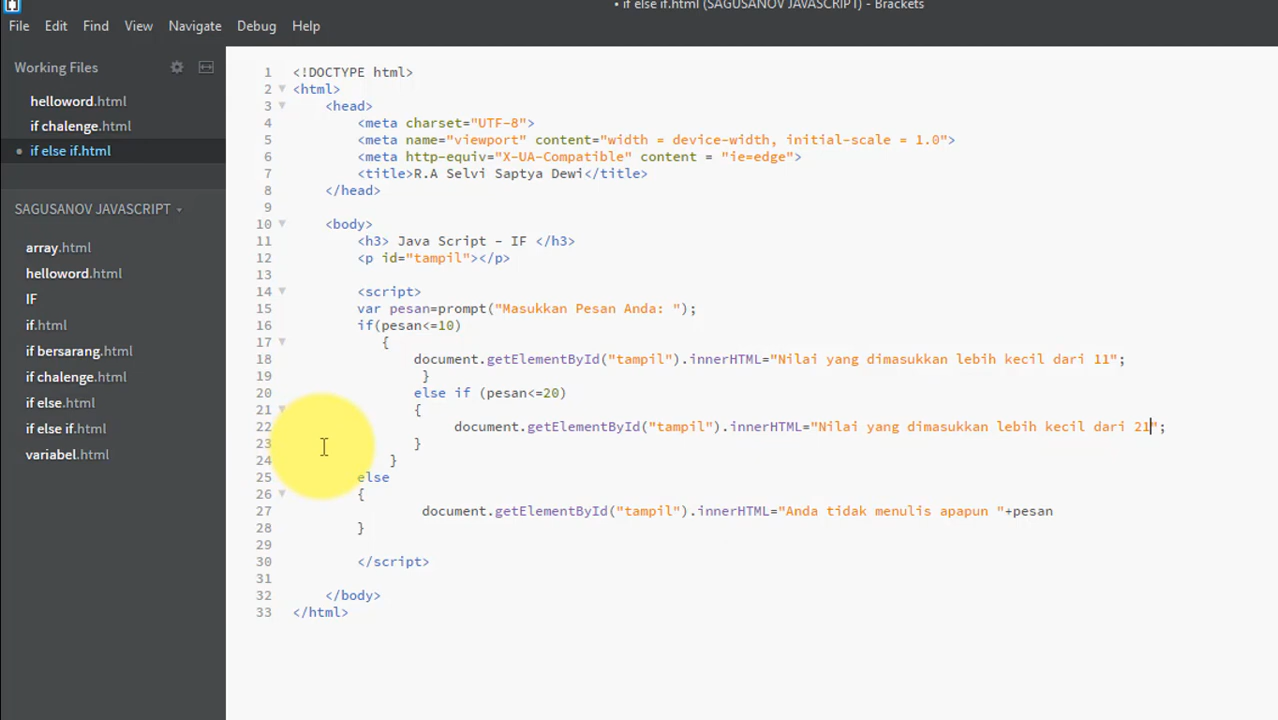 • if else if.html (SAGUSANOV JAVASCRIPT) - Brackets
File Edit Find View Navigate Debug Help
Working Files
helloword.html
if chalenge.html
• if else if.html
SAGUSANOV JAVASCRIPT
array.html
helloword.html
IF
if.html
if bersarang.html
if chalenge.html
if else.html
if else if.html
variabel.html
1 <!DOCTYPE html>
2 <html>
3 <head>
4 <meta charset="UTF-8">
5 <meta name="viewport" content="width = device-width, initial-scale = 1.0">
6 <meta http-equiv="X-UA-Compatible" content = "ie=edge">
7 <title>R.A Selvi Saptya Dewi</title>
8 </head>
9
10 <body>
11 <h3> Java Script - IF </h3>
12 <p id="tampil"></p>
13
14 <script>
15 var pesan=prompt("Masukkan Pesan Anda: ");
16 if(pesan<=10)
17 {
18 document.getElementById("tampil").innerHTML="Nilai yang dimasukkan lebih kecil dari 11";
19 }
20 else if (pesan<=20)
21 {
22 document.getElementById("tampil").innerHTML="Nilai yang dimasukkan lebih kecil dari 21";
23 }
24 }
25 else
26 {
27 document.getElementById("tampil").innerHTML="Anda tidak menulis apapun "+pesan
28 }
29
30 </script>
31
32 </body>
33 </html>